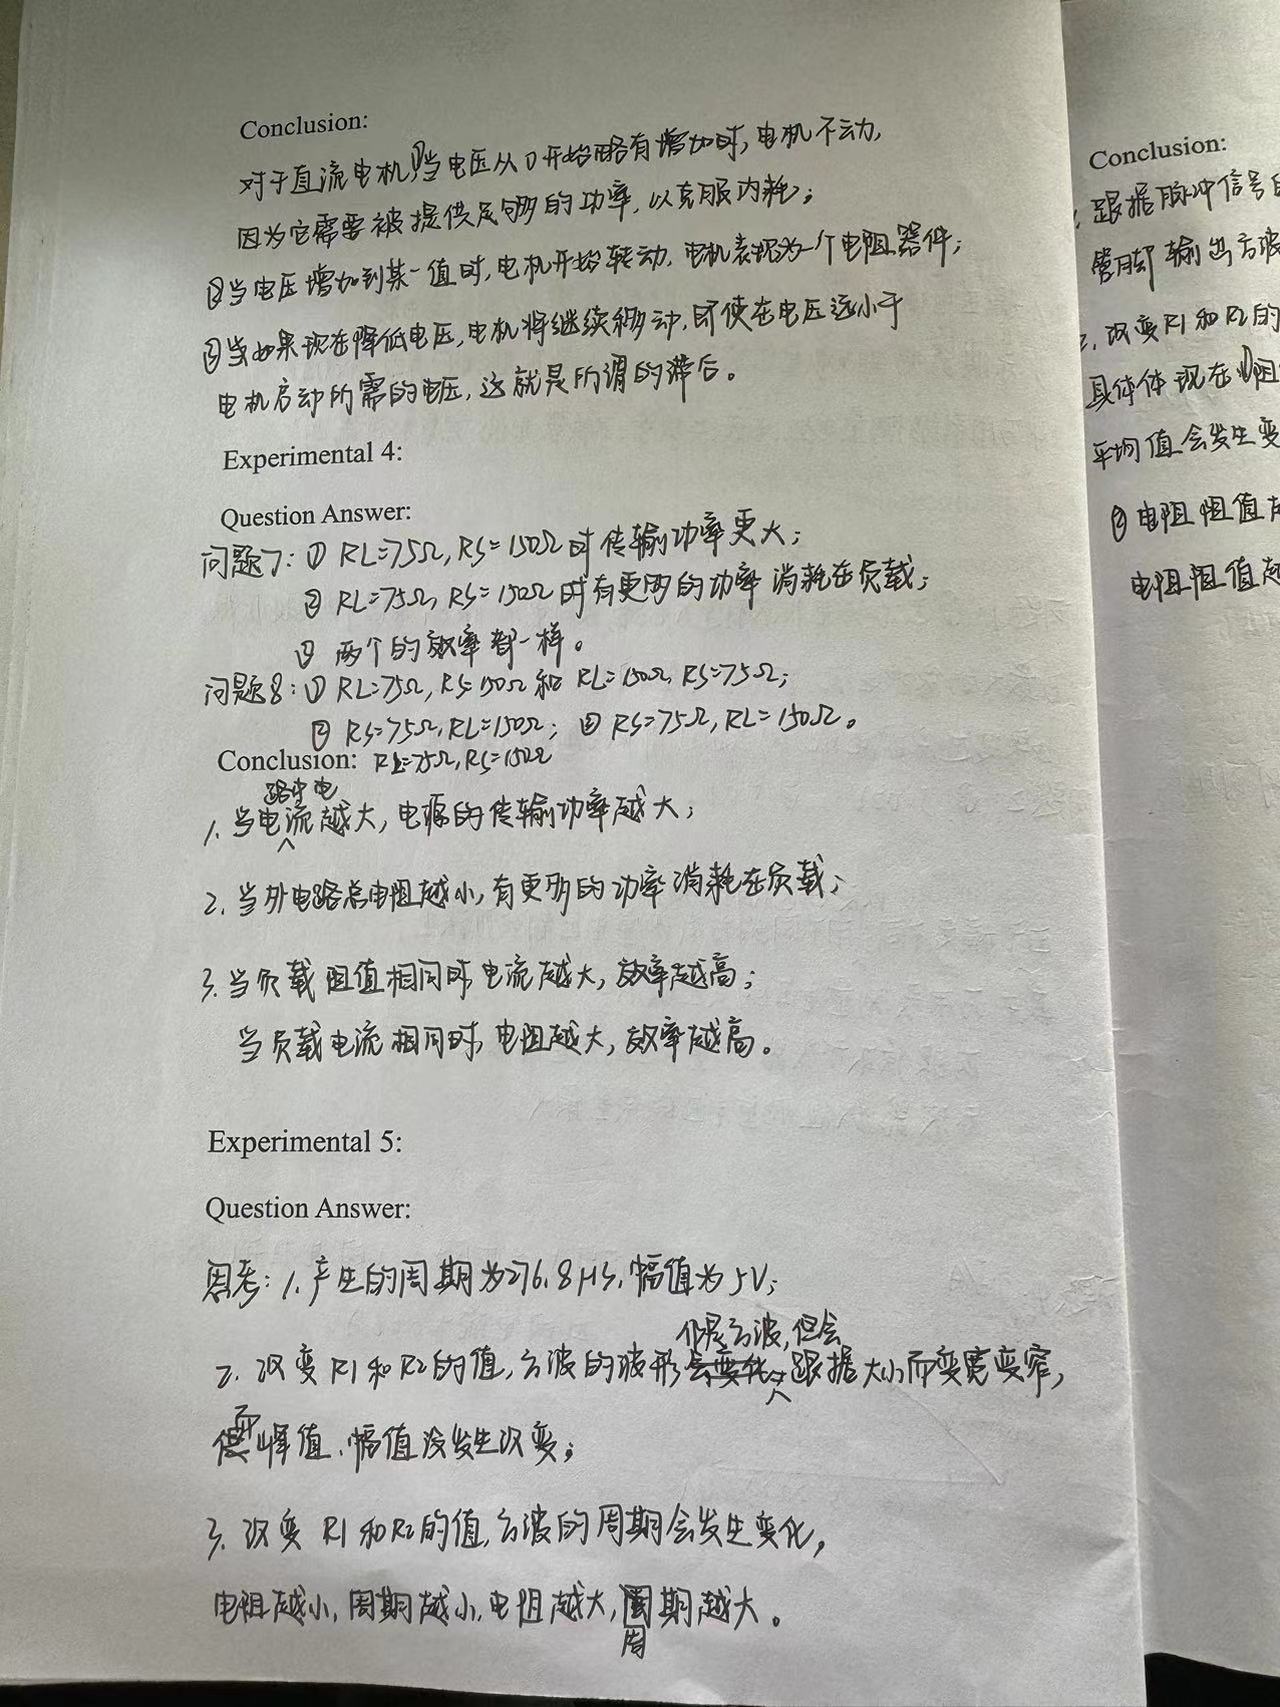 Conclusion:
对于直流电机,①当电压从0开始略有增加时,电机不动,
因为它需要被提供足够的功率,以克服内耗;
②当电压增加到某一值时,电机开始转动,电机表现为一个电阻器件;
③当如果现在降低电压,电机将继续移动,即使在电压远小于
电机启动所需的电压,这就是所谓的滞后。
Experimental 4:
Question Answer:
问题7:① RL=75Ω,RS=150Ω时传输功率更大;
② RL=75Ω,RS=150Ω时有更多的功率消耗在负载;
③ 两个的效率都一样。
问题8:① RL=75Ω,RS=150Ω和 RL=150Ω,RS=75Ω;
② RS=75Ω,RL=150Ω; ③ RS=75Ω,RL=150Ω。
Conclusion: RL=75Ω,RS=150Ω
1.当电路中电流越大,电源的传输功率越大;
2.当外电路总电阻越小,有更多的功率消耗在负载;
3.当负载阻值相同时,电流越大,效率越高;
当负载电流相同时,电阻越大,效率越高。
Experimental 5:
Question Answer:
思考:1.产生的周期为276.8μs,幅值为5V;
2.改变R1和R2的值,方波的波形仍是方波,但会跟据大小而变宽变窄,
而峰值、幅值没发生改变;
3.改变R1和R2的值,方波的周期会发生变化,
电阻越小,周期越小,电阻越大,周期越大。
Conclusion:
跟据脉冲信号
管脚输出方波
2.改变R1和R2的
具体体现在①阻
平均值会发生变
②电阻阻值越
电阻阻值越